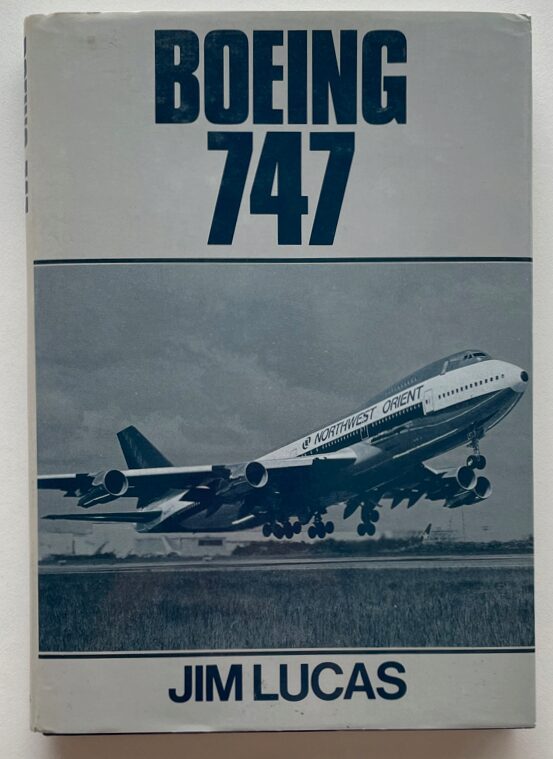 BOEING
747
NORTHWEST ORIENT
JIM LUCAS